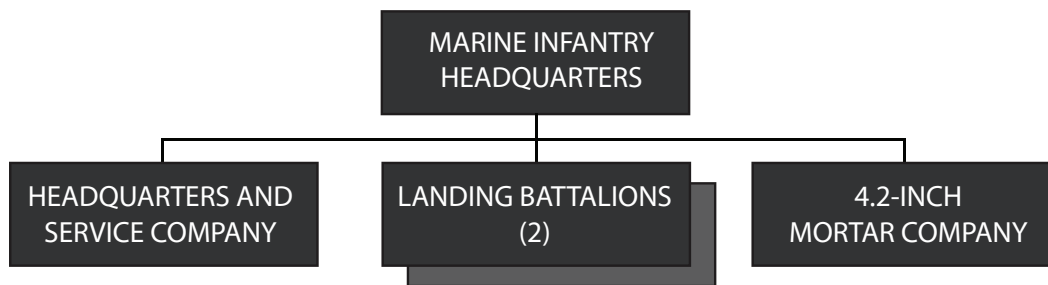 MARINE INFANTRY
HEADQUARTERS
HEADQUARTERS AND
SERVICE COMPANY
LANDING BATTALIONS
(2)
4.2-INCH
MORTAR COMPANY